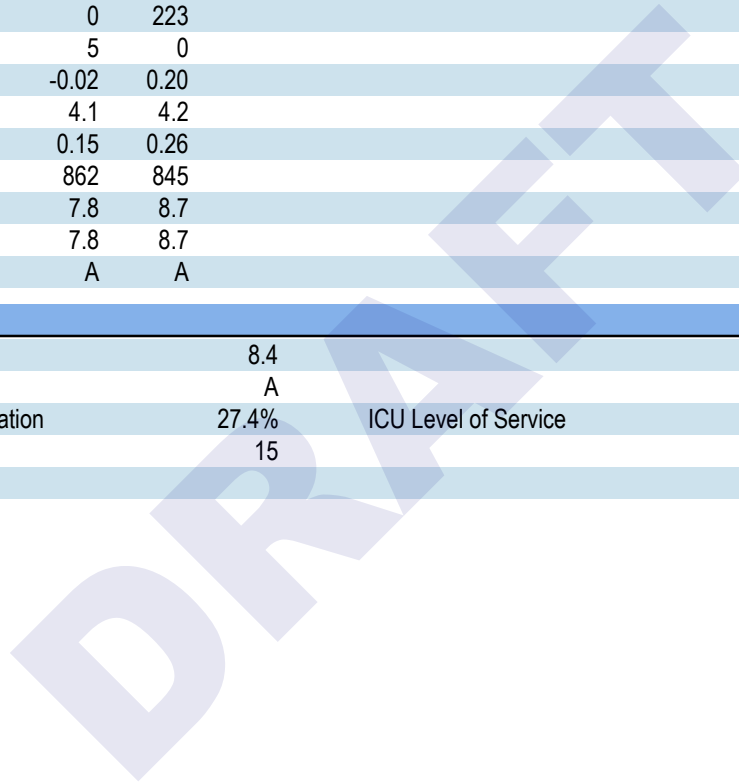 0 223
5 0
-0.02 0.20
4.1 4.2
0.15 0.26
862 845
7.8 8.7
7.8 8.7
A A
8.4
A
ation 27.4% ICU Level of Service
15
DRAFT